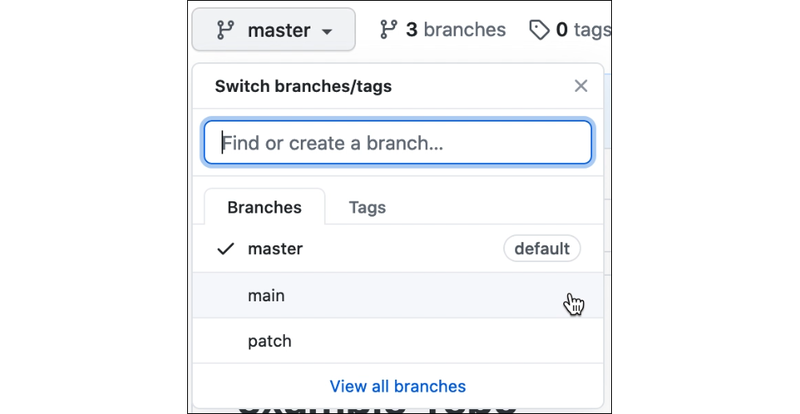 master 3 branches 0 tags
Switch branches/tags
Find or create a branch...
Branches Tags
master default
main
patch
View all branches